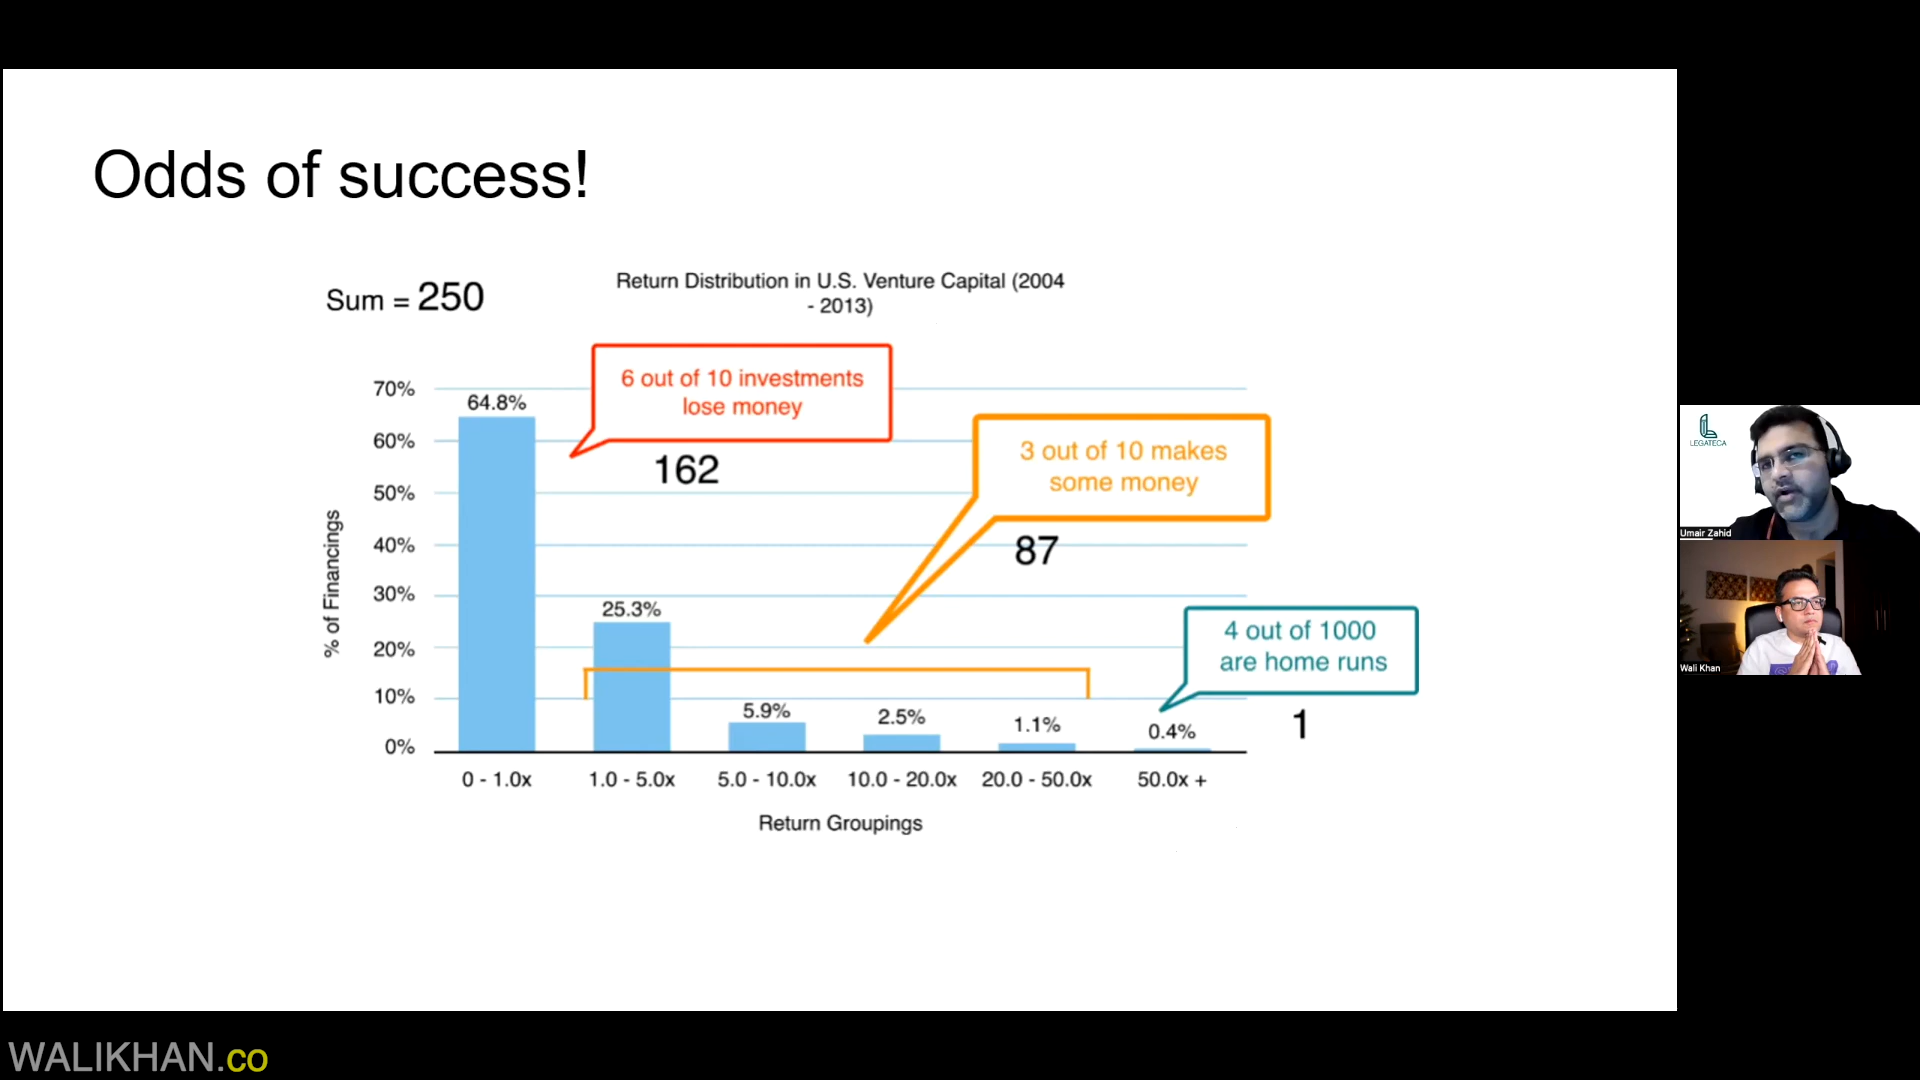 Odds of success!
Sum = 250
Return Distribution in U.S. Venture Capital (2004
- 2013)
6 out of 10 investments
lose money
162
3 out of 10 makes
some money
87
4 out of 1000
are home runs
1
% of Financings
70%
60%
50%
40%
30%
20%
10%
0%
64.8%
25.3%
5.9%
2.5%
1.1%
0.4%
0 - 1.0x
1.0 - 5.0x
5.0 - 10.0x
10.0 - 20.0x
20.0 - 50.0x
50.0x +
Return Groupings
LEGATECA
Umair Zahid
Wali Khan
WALIKHAN.co